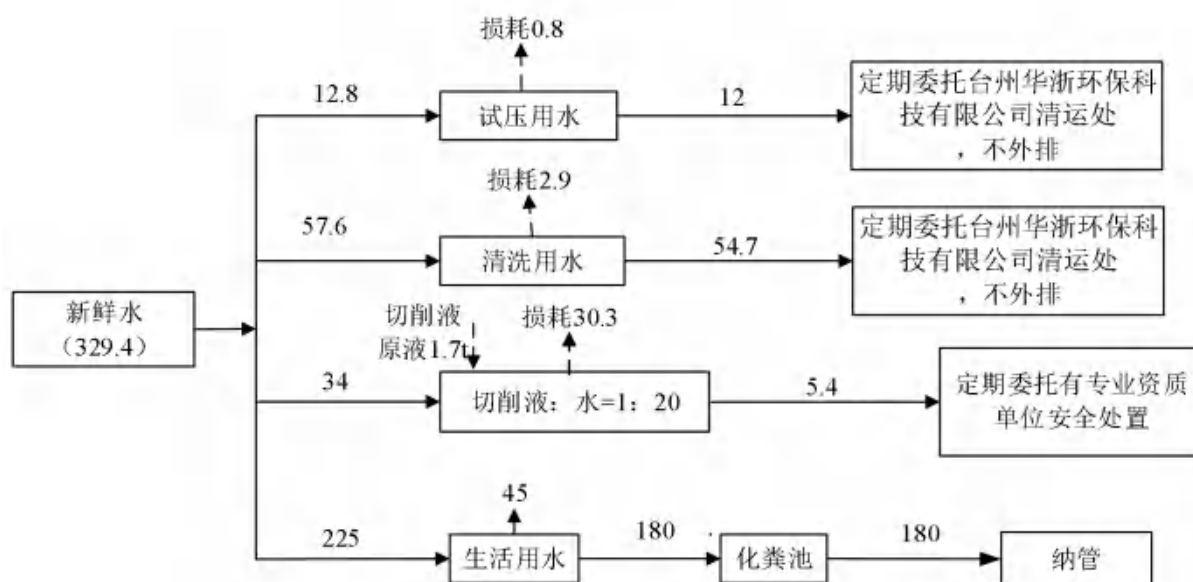 损耗0.8
12.8
试压用水
12
定期委托台州华浙环保科
技有限公司清运处
，不外排
损耗2.9
57.6
清洗用水
54.7
定期委托台州华浙环保科
技有限公司清运处
，不外排
新鲜水
（329.4）
切削液
原液1.7t
损耗30.3
34
切削液：水=1：20
5.4
定期委托有专业资质
单位安全处置
45
225
生活用水
180
化粪池
180
纳管